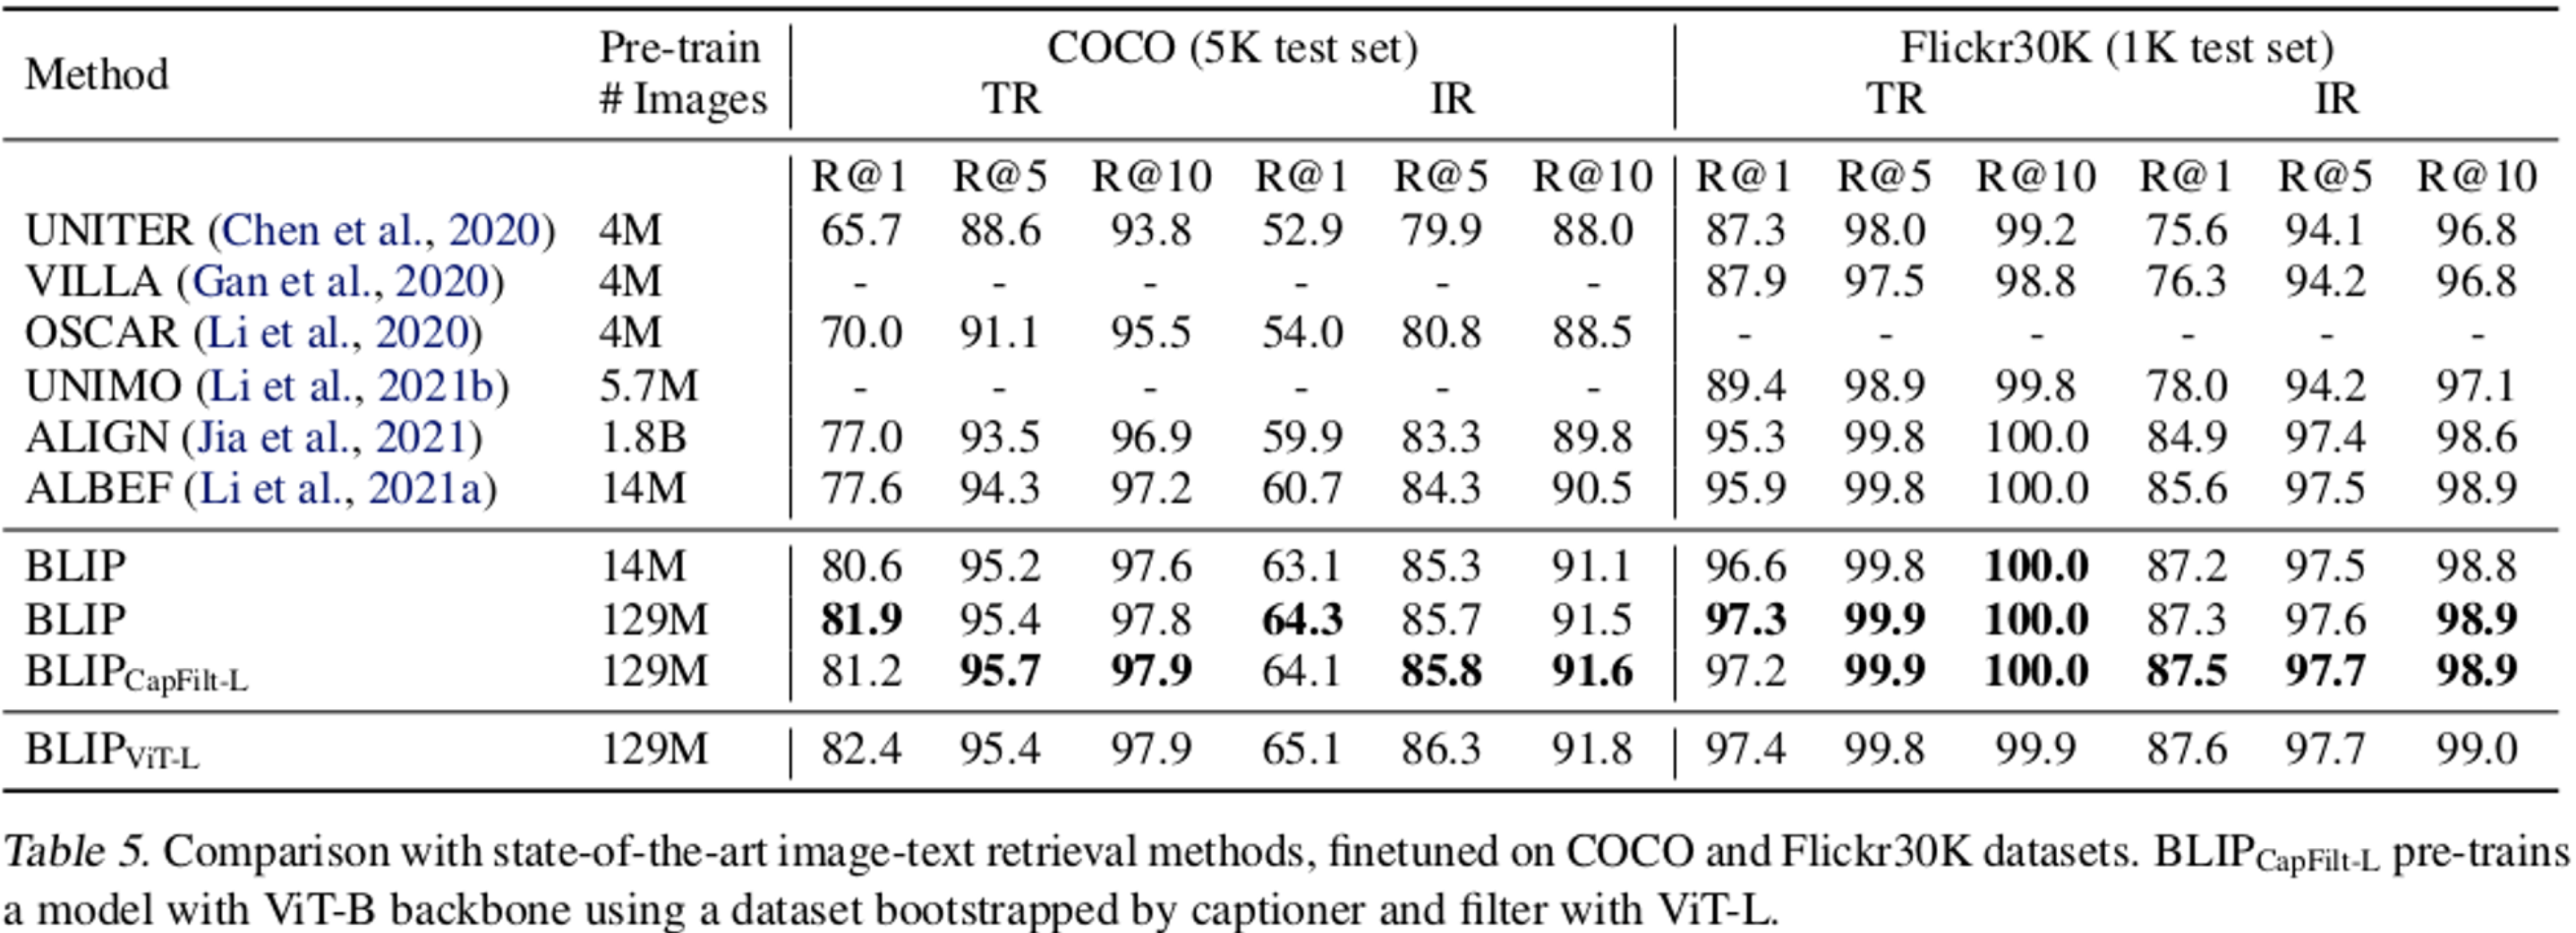 Method Pre-train # Images COCO (5K test set) Flickr30K (1K test set)
TR IR TR IR
R@1 R@5 R@10 R@1 R@5 R@10 R@1 R@5 R@10 R@1 R@5 R@10
UNITER (Chen et al., 2020) 4M 65.7 88.6 93.8 52.9 79.9 88.0 87.3 98.0 99.2 75.6 94.1 96.8
VILLA (Gan et al., 2020) 4M - - - - - - 87.9 97.5 98.8 76.3 94.2 96.8
OSCAR (Li et al., 2020) 4M 70.0 91.1 95.5 54.0 80.8 88.5 - - - - - -
UNIMO (Li et al., 2021b) 5.7M - - - - - - 89.4 98.9 99.8 78.0 94.2 97.1
ALIGN (Jia et al., 2021) 1.8B 77.0 93.5 96.9 59.9 83.3 89.8 95.3 99.8 100.0 84.9 97.4 98.6
ALBEF (Li et al., 2021a) 14M 77.6 94.3 97.2 60.7 84.3 90.5 95.9 99.8 100.0 85.6 97.5 98.9
BLIP 14M 80.6 95.2 97.6 63.1 85.3 91.1 96.6 99.8 100.0 87.2 97.5 98.8
BLIP 129M 81.9 95.4 97.8 64.3 85.7 91.5 97.3 99.9 100.0 87.3 97.6 98.9
BLIPCapFilt-L 129M 81.2 95.7 97.9 64.1 85.8 91.6 97.2 99.9 100.0 87.5 97.7 98.9
BLIPViT-L 129M 82.4 95.4 97.9 65.1 86.3 91.8 97.4 99.8 99.9 87.6 97.7 99.0
Table 5. Comparison with state-of-the-art image-text retrieval methods, finetuned on COCO and Flickr30K datasets. BLIPCapFilt-L pre-trains
a model with ViT-B backbone using a dataset bootstrapped by captioner and filter with ViT-L.